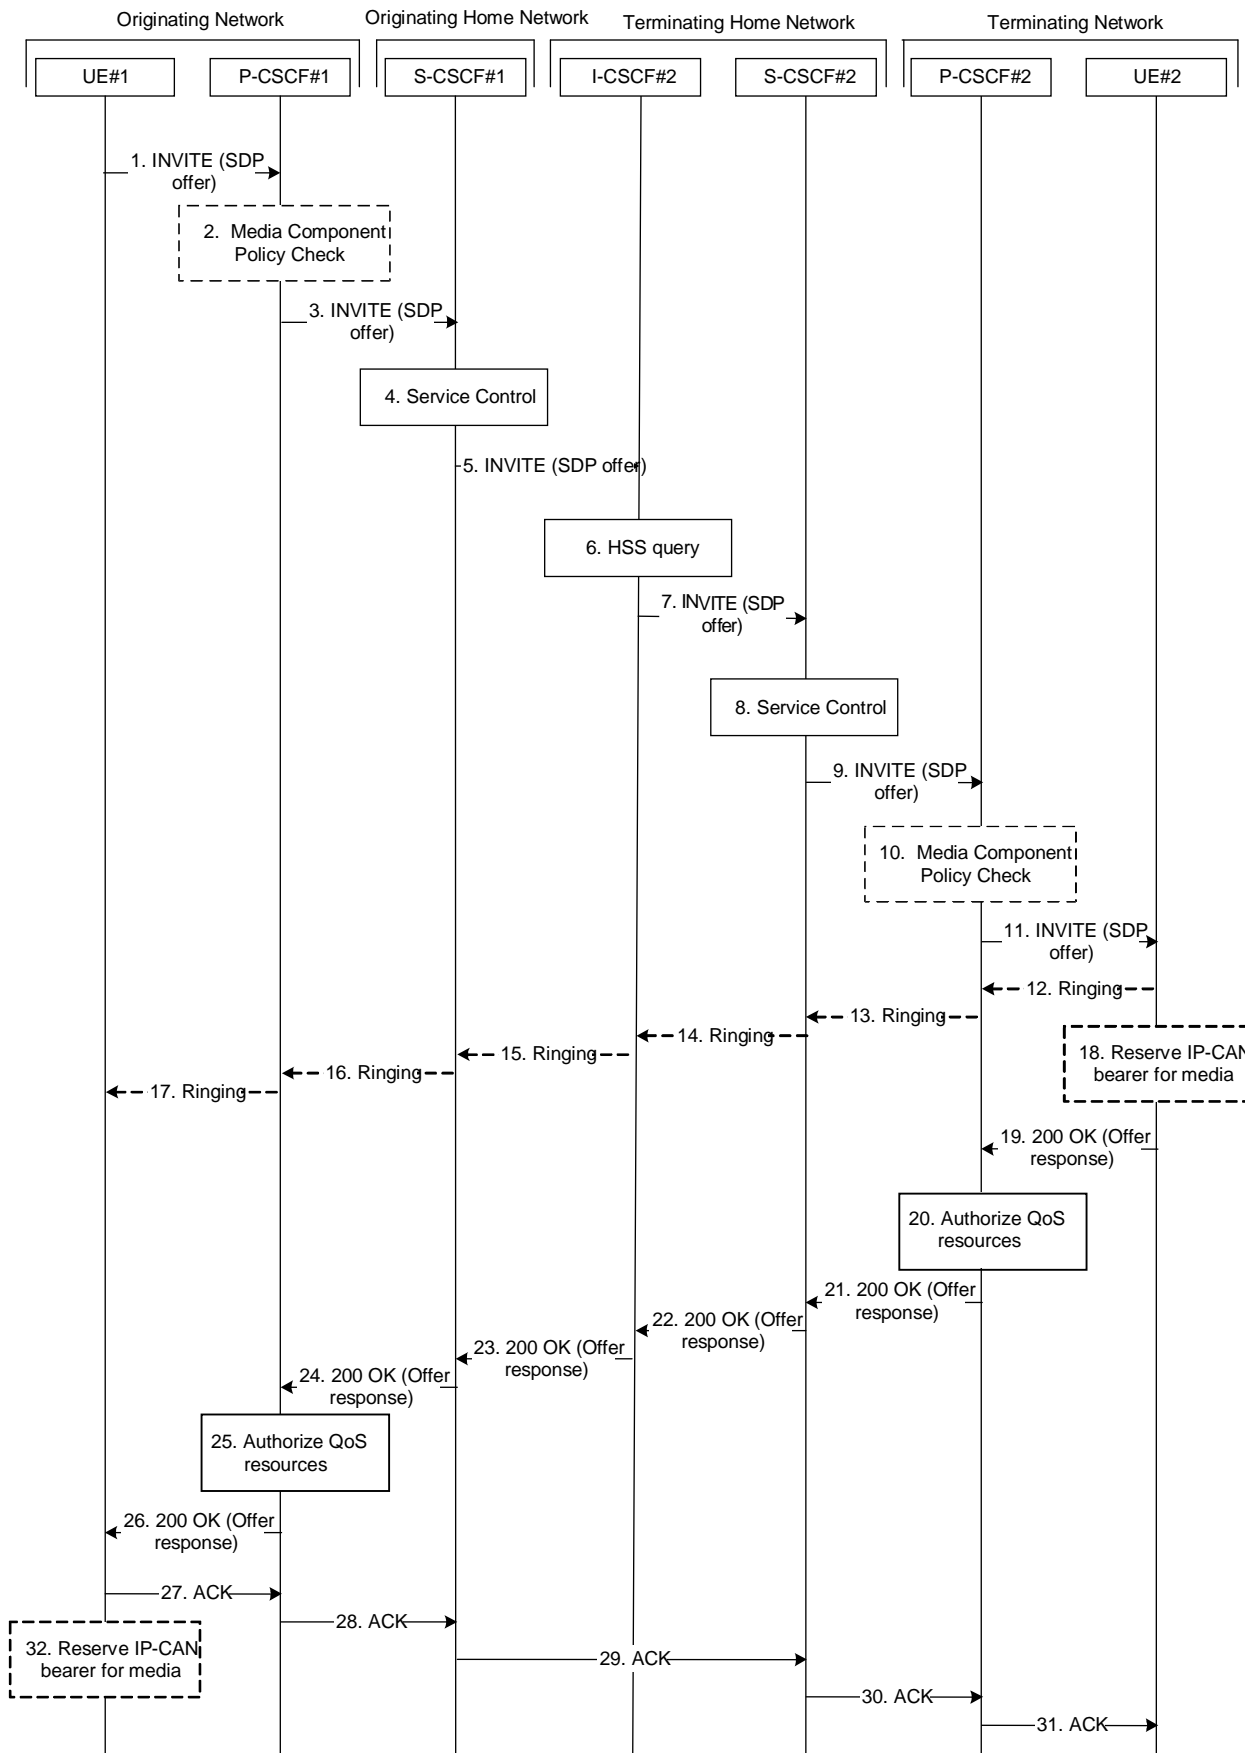 Originating Network
Originating Home Network
Terminating Home Network
Terminating Network
UE#1
P-CSCF#1
S-CSCF#1
I-CSCF#2
S-CSCF#2
P-CSCF#2
UE#2
1. INVITE (SDP
offer)
2. Media Component
Policy Check
3. INVITE (SDP
offer)
4. Service Control
5. INVITE (SDP offer)
6. HSS query
7. INVITE (SDP
offer)
8. Service Control
9. INVITE (SDP
offer)
10. Media Component
Policy Check
11. INVITE (SDP
offer)
12. Ringing
13. Ringing
14. Ringing
15. Ringing
16. Ringing
17. Ringing
18. Reserve IP-CAN
bearer for media
19. 200 OK (Offer
response)
20. Authorize QoS
resources
21. 200 OK (Offer
response)
22. 200 OK (Offer
response)
23. 200 OK (Offer
response)
24. 200 OK (Offer
response)
25. Authorize QoS
resources
26. 200 OK (Offer
response)
27. ACK
28. ACK
32. Reserve IP-CAN
bearer for media
29. ACK
30. ACK
31. ACK